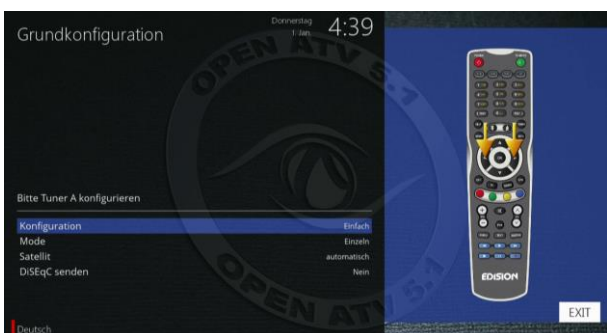 Grundkonfiguration
Donnerstag
1. Jan.
4:39
OPEN ATV 5.1
Bitte Tuner A konfigurieren
Konfiguration Einfach
Mode Einzeln
Satellit automatisch
DiSEqC senden Nein
OPEN ATV 5.1
Deutsch
OK
EDISION
EXIT